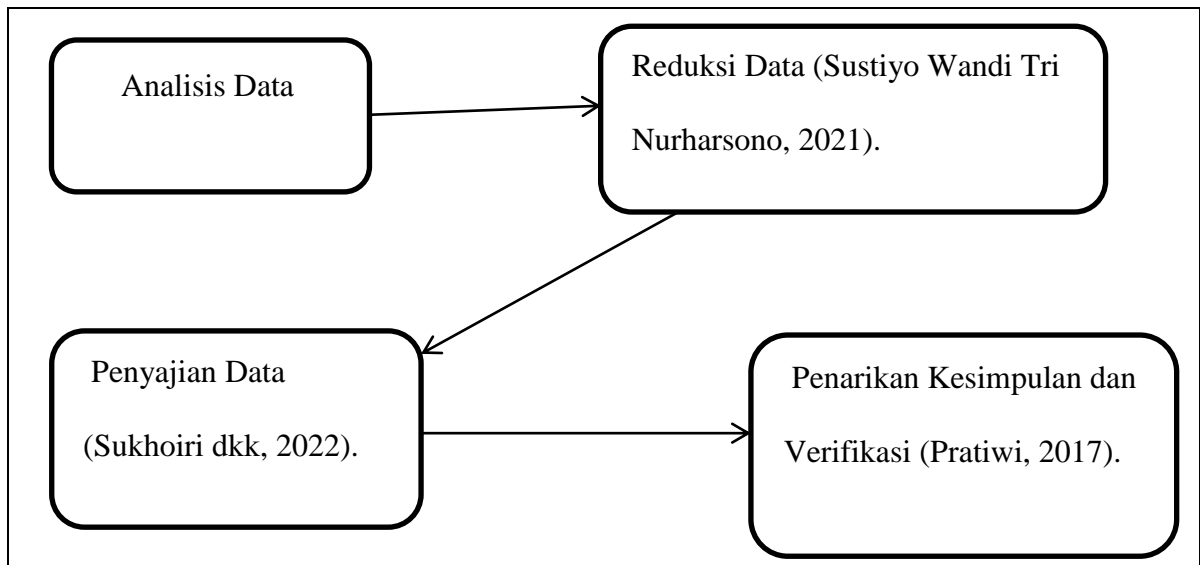 Analisis Data
Reduksi Data (Sustiyo Wandi Tri
Nurharsono, 2021).
Penyajian Data
(Sukhoiri dkk, 2022).
Penarikan Kesimpulan dan
Verifikasi (Pratiwi, 2017).